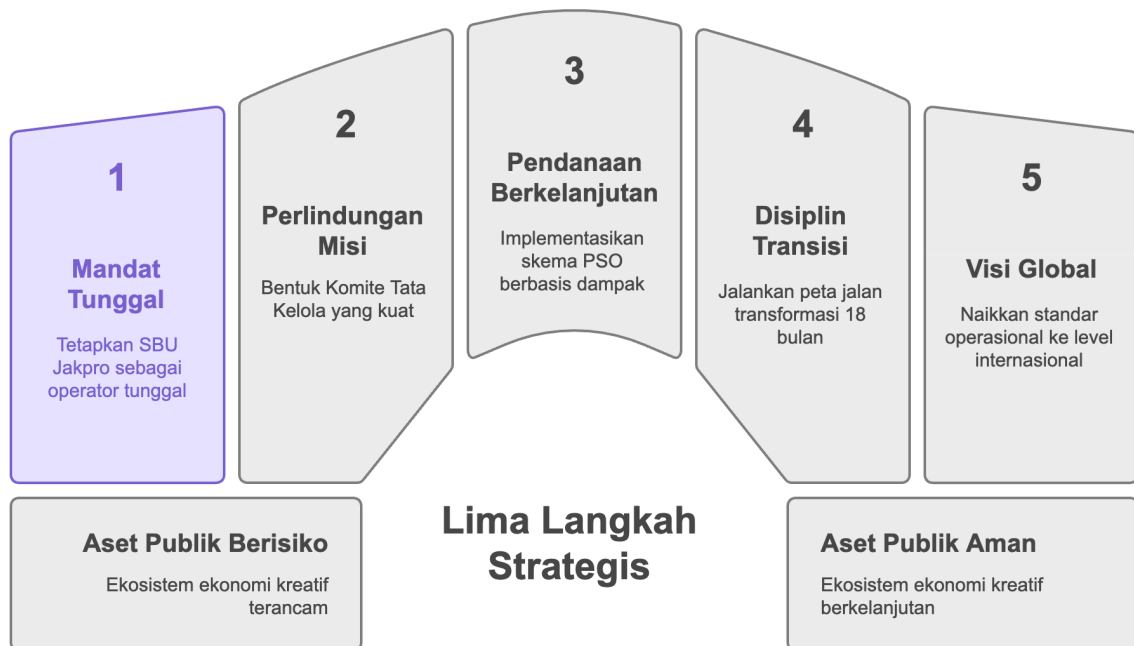 1
Mandat
Tunggal
Tetapkan SBU
Jakpro sebagai
operator tunggal
2
Perlindungan
Misi
Bentuk Komite Tata
Kelola yang kuat
3
Pendanaan
Berkelanjutan
Implementasikan
skema PSO
berbasis dampak
4
Disiplin
Transisi
Jalankan peta jalan
transformasi 18
bulan
5
Visi Global
Naikkan standar
operasional ke level
internasional
Aset Publik Berisiko
Ekosistem ekonomi kreatif
terancam
Lima Langkah
Strategis
Aset Publik Aman
Ekosistem ekonomi kreatif
berkelanjutan